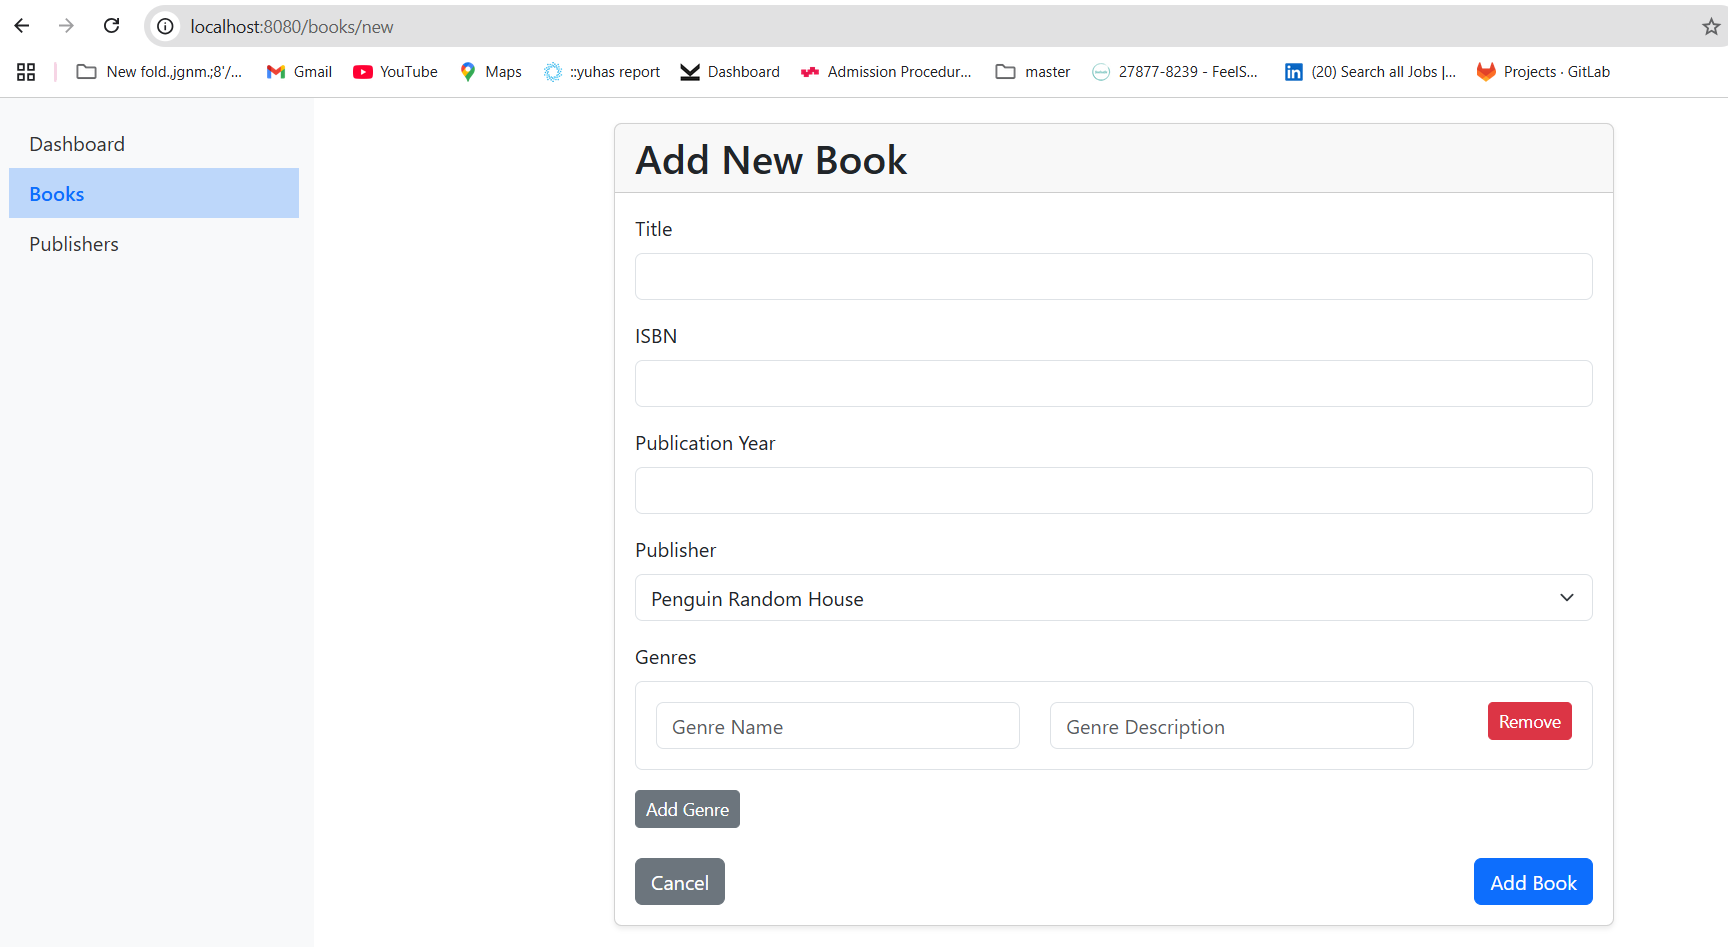 localhost:8080/books/new
New fold.,jgnm.;8'/... Gmail YouTube Maps ::yuhas report Dashboard Admission Procedur... master 27877-8239 - FeelS... (20) Search all Jobs |... Projects · GitLab
Dashboard
Books
Publishers
Add New Book
Title
ISBN
Publication Year
Publisher
Penguin Random House
Genres
Genre Name Genre Description Remove
Add Genre
Cancel Add Book